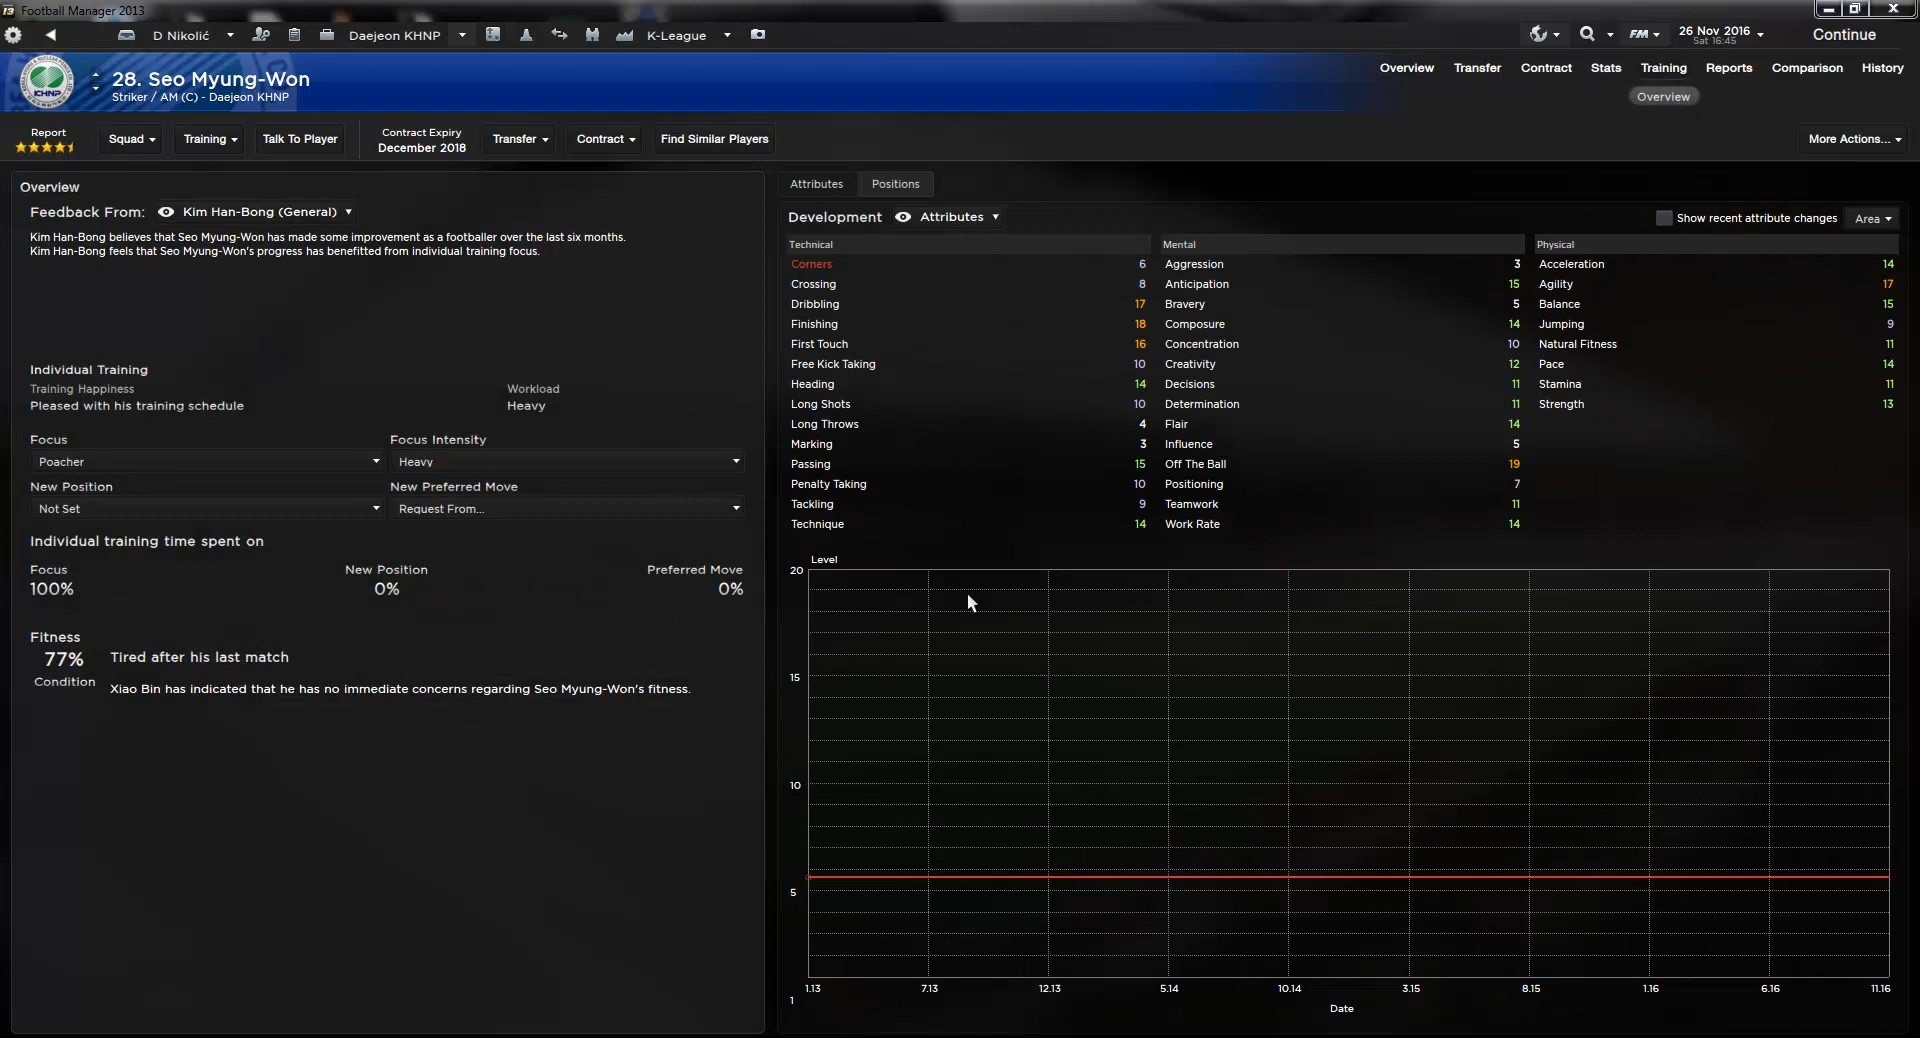 Football Manager 2013
D Nikolić
Daejeon KHNP
K-League
FM
26 Nov 2016
Sat 16:45
Continue
KHNP
28. Seo Myung-Won
Striker / AM (C) - Daejeon KHNP
Overview Transfer Contract Stats Training Reports Comparison History
Overview
Report
Squad
Training
Talk To Player
Contract Expiry
December 2018
Transfer
Contract
Find Similar Players
More Actions...
Overview
Feedback From: Kim Han-Bong (General)
Kim Han-Bong believes that Seo Myung-Won has made some improvement as a footballer over the last six months.
Kim Han-Bong feels that Seo Myung-Won's progress has benefitted from individual training focus.
Individual Training
Training Happiness Workload
Pleased with his training schedule Heavy
Focus Focus Intensity
Poacher Heavy
New Position New Preferred Move
Not Set Request From...
Individual training time spent on
Focus New Position Preferred Move
100% 0% 0%
Fitness
77% Tired after his last match
Condition
Xiao Bin has indicated that he has no immediate concerns regarding Seo Myung-Won's fitness.
Attributes Positions
Development Attributes
Show recent attribute changes Area
Technical Mental Physical
Corners 6 Aggression 3 Acceleration 14
Crossing 8 Anticipation 15 Agility 17
Dribbling 17 Bravery 5 Balance 15
Finishing 18 Composure 14 Jumping 9
First Touch 16 Concentration 10 Natural Fitness 11
Free Kick Taking 10 Creativity 12 Pace 14
Heading 14 Decisions 11 Stamina 11
Long Shots 10 Determination 11 Strength 13
Long Throws 4 Flair 14
Marking 3 Influence 5
Passing 15 Off The Ball 19
Penalty Taking 10 Positioning 7
Tackling 9 Teamwork 11
Technique 14 Work Rate 14
Level
20
15
10
5
1
1.13 7.13 12.13 5.14 10.14 3.15 8.15 1.16 6.16 11.16
Date